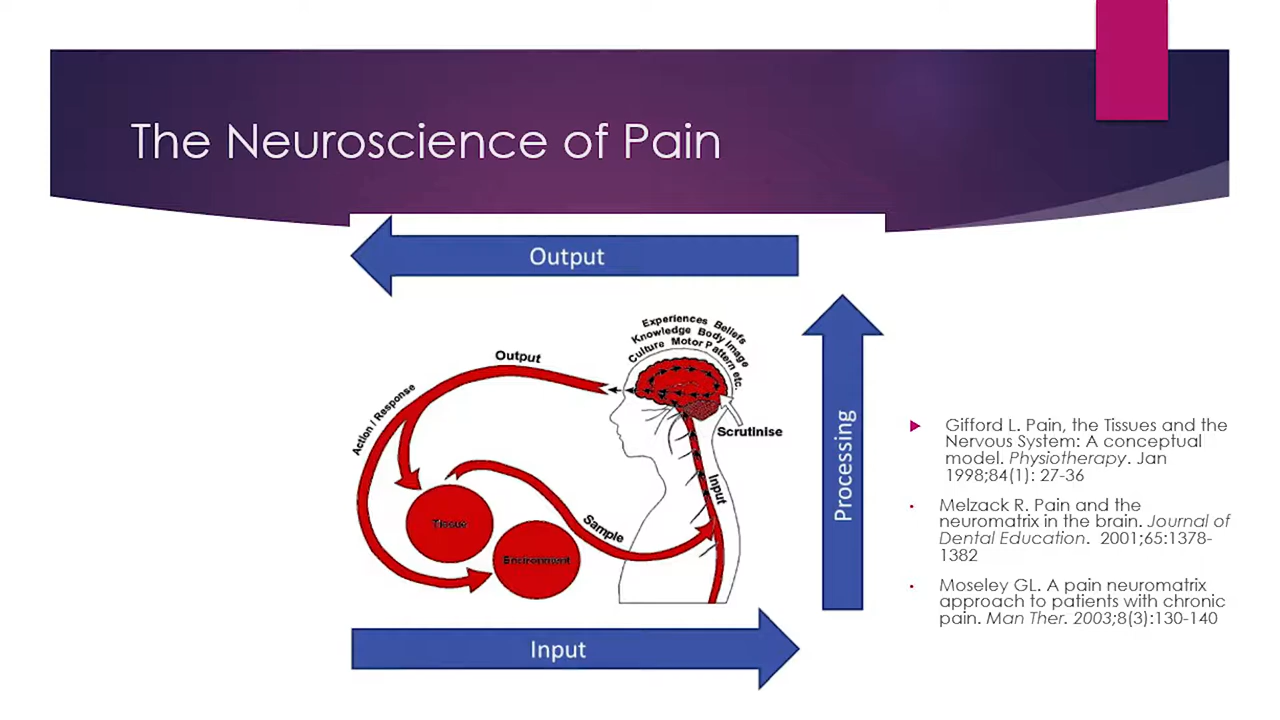 The Neuroscience of Pain
Output
Experiences Beliefs
Knowledge Body Image
Culture Motor Pattern etc.
Output
Action / Response
Scrutinise
Processing
Input
Tissue
Sample
Environment
Input
Gifford L. Pain, the Tissues and the
Nervous System: A conceptual
model. Physiotherapy. Jan
1998;84(1): 27-36
Melzack R. Pain and the
neuromatrix in the brain. Journal of
Dental Education. 2001;65:1378-
1382
Moseley GL. A pain neuromatrix
approach to patients with chronic
pain. Man Ther. 2003;8(3):130-140